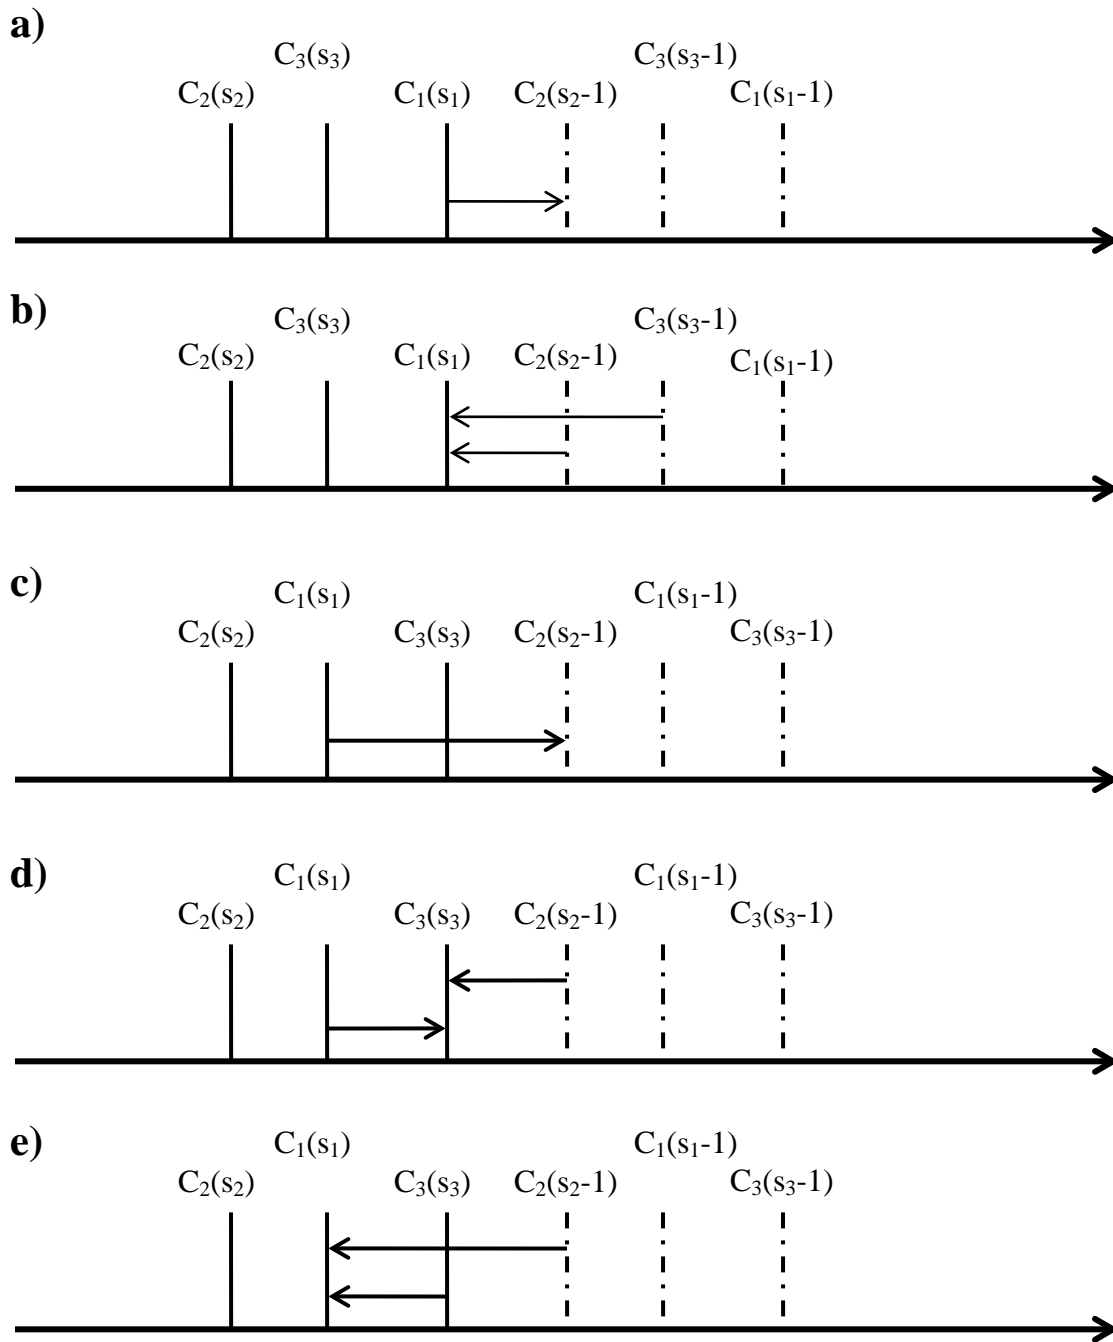 a)
C₃(s₃) C₃(s₃-1)
C₂(s₂) C₁(s₁) C₂(s₂-1) C₁(s₁-1)
b)
C₃(s₃) C₃(s₃-1)
C₂(s₂) C₁(s₁) C₂(s₂-1) C₁(s₁-1)
c)
C₁(s₁) C₁(s₁-1)
C₂(s₂) C₃(s₃) C₂(s₂-1) C₃(s₃-1)
d)
C₁(s₁) C₁(s₁-1)
C₂(s₂) C₃(s₃) C₂(s₂-1) C₃(s₃-1)
e)
C₁(s₁) C₁(s₁-1)
C₂(s₂) C₃(s₃) C₂(s₂-1) C₃(s₃-1)